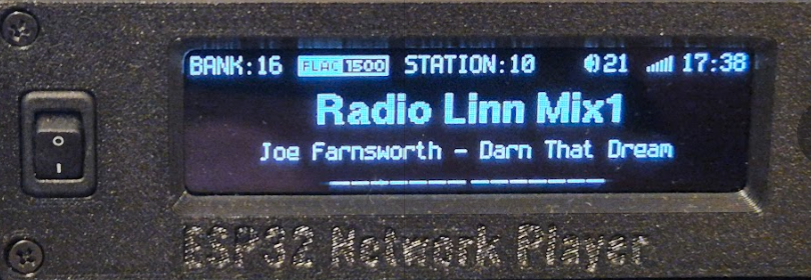 BANK:16 FLAC 1500 STATION:10 21 17:38
Radio Linn Mix1
Joe Farnsworth - Darn That Dream
O
I
ESP32 Network Player